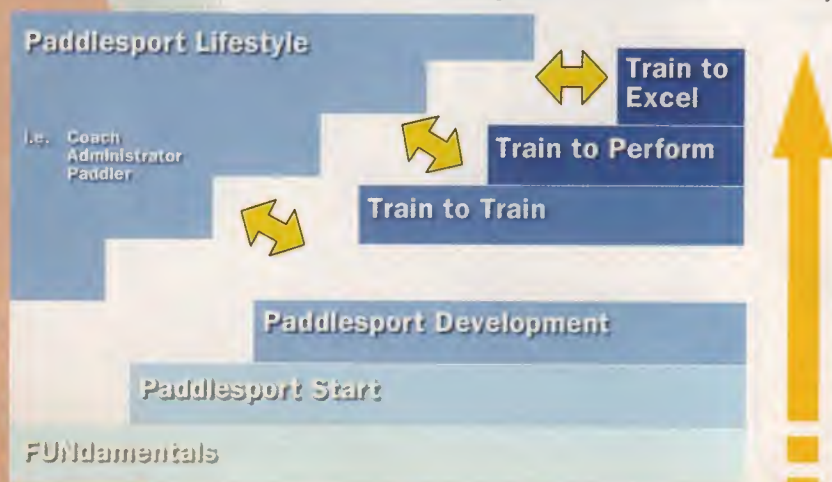 Paddlesport Lifestyle
i.e. Coach
Administrator
Paddler
Train to
Excel
Train to Perform
Train to Train
Paddlesport Development
Paddlesport Start
FUNdamentals